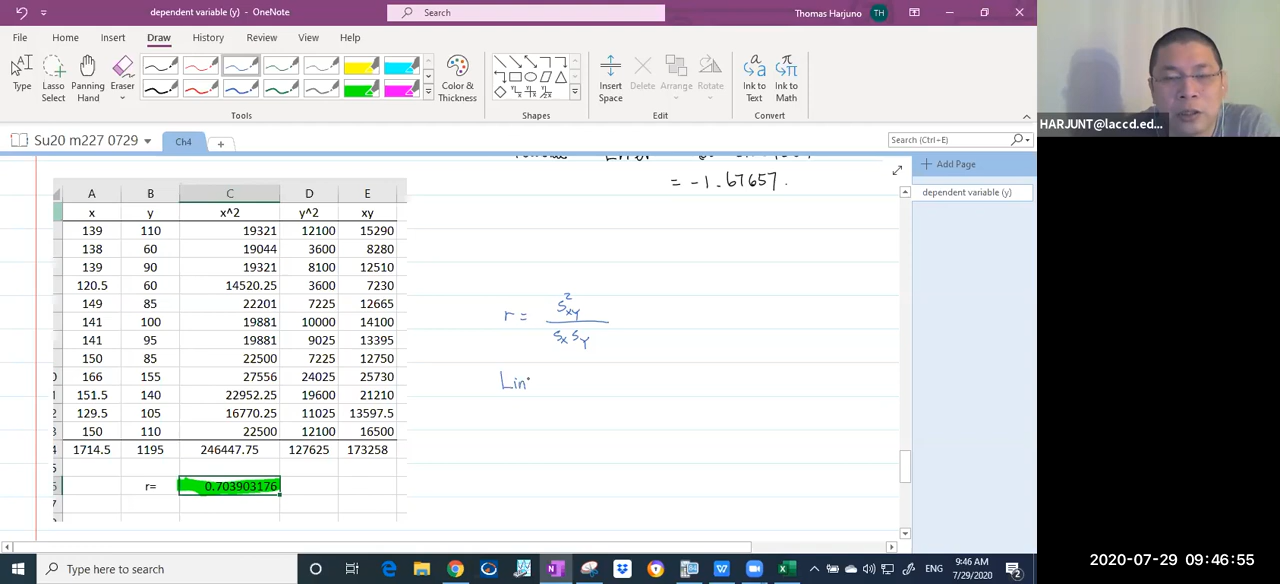 dependent variable (y) - OneNote
Search
Thomas Harjuno TH
File Home Insert Draw History Review View Help
Type
Lasso Select
Panning Hand
Eraser
Color & Thickness
Insert Space
Delete
Arrange
Rotate
Ink to Text
Ink to Math
Tools
Shapes
Edit
Convert
HARJUNT@laccd.ed...
Su20 m227 0729
Ch4
Search (Ctrl+E)
Add Page
dependent variable (y)
= -1.67657.
A B C D E
x y x^2 y^2 xy
139 110 19321 12100 15290
138 60 19044 3600 8280
139 90 19321 8100 12510
120.5 60 14520.25 3600 7230
149 85 22201 7225 12665
141 100 19881 10000 14100
141 95 19881 9025 13395
150 85 22500 7225 12750
166 155 27556 24025 25730
151.5 140 22952.25 19600 21210
129.5 105 16770.25 11025 13597.5
150 110 22500 12100 16500
1714.5 1195 246447.75 127625 173258
r= 0.703903176
r = s²xy / sx sy
Lin
Type here to search
ENG
9:46 AM
7/29/2020
2
2020-07-29 09:46:55